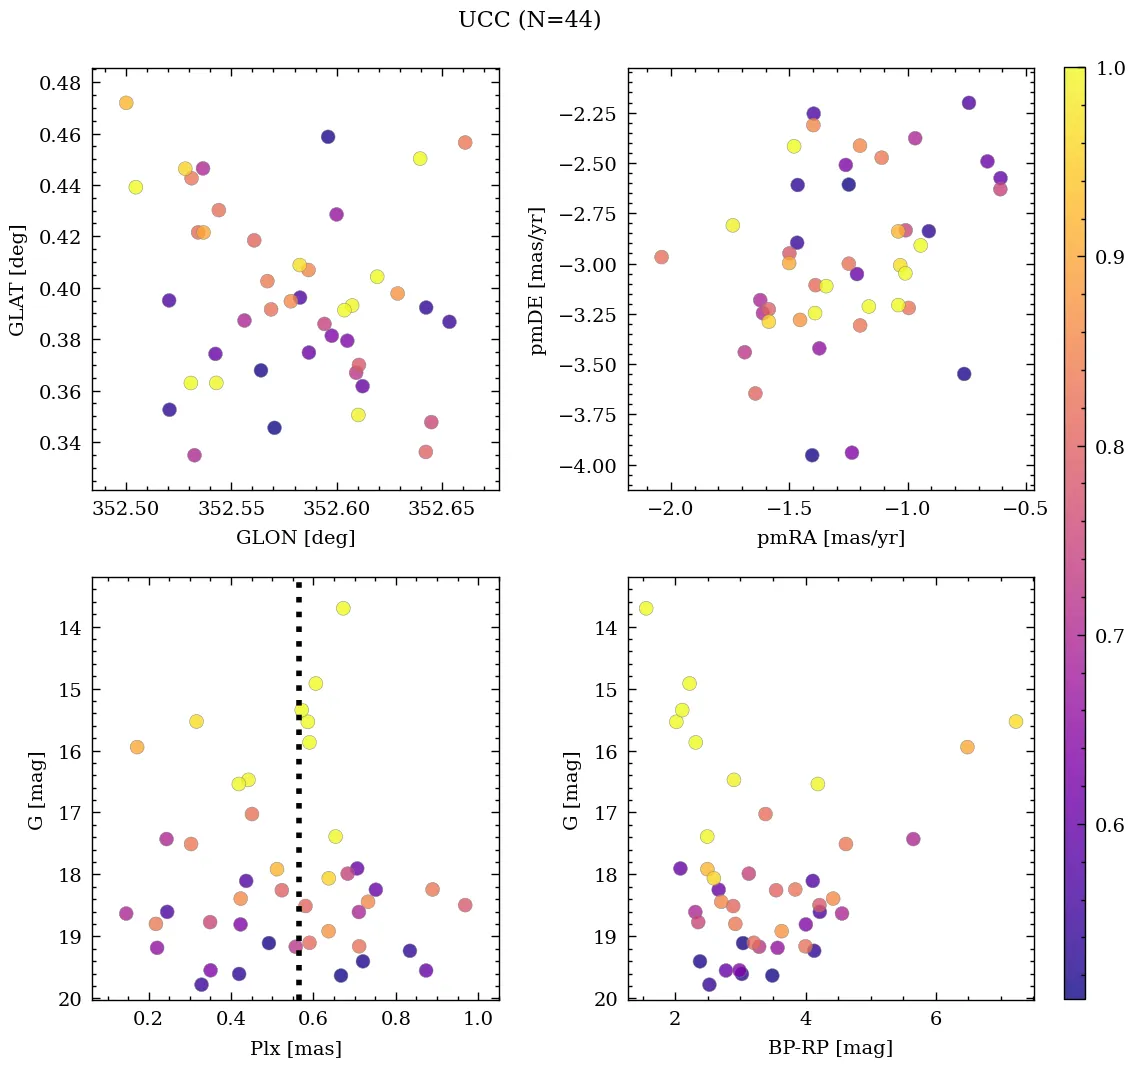 UCC (N=44)
0.48
0.46
0.44
0.42
0.40
0.38
0.36
0.34
GLAT [deg]
352.50 352.55 352.60 352.65
GLON [deg]
−2.25
−2.50
−2.75
−3.00
−3.25
−3.50
−3.75
−4.00
pmDE [mas/yr]
−2.0 −1.5 −1.0 −0.5
pmRA [mas/yr]
14
15
16
17
18
19
20
G [mag]
0.2 0.4 0.6 0.8 1.0
Plx [mas]
14
15
16
17
18
19
20
G [mag]
2 4 6
BP-RP [mag]
1.0
0.9
0.8
0.7
0.6